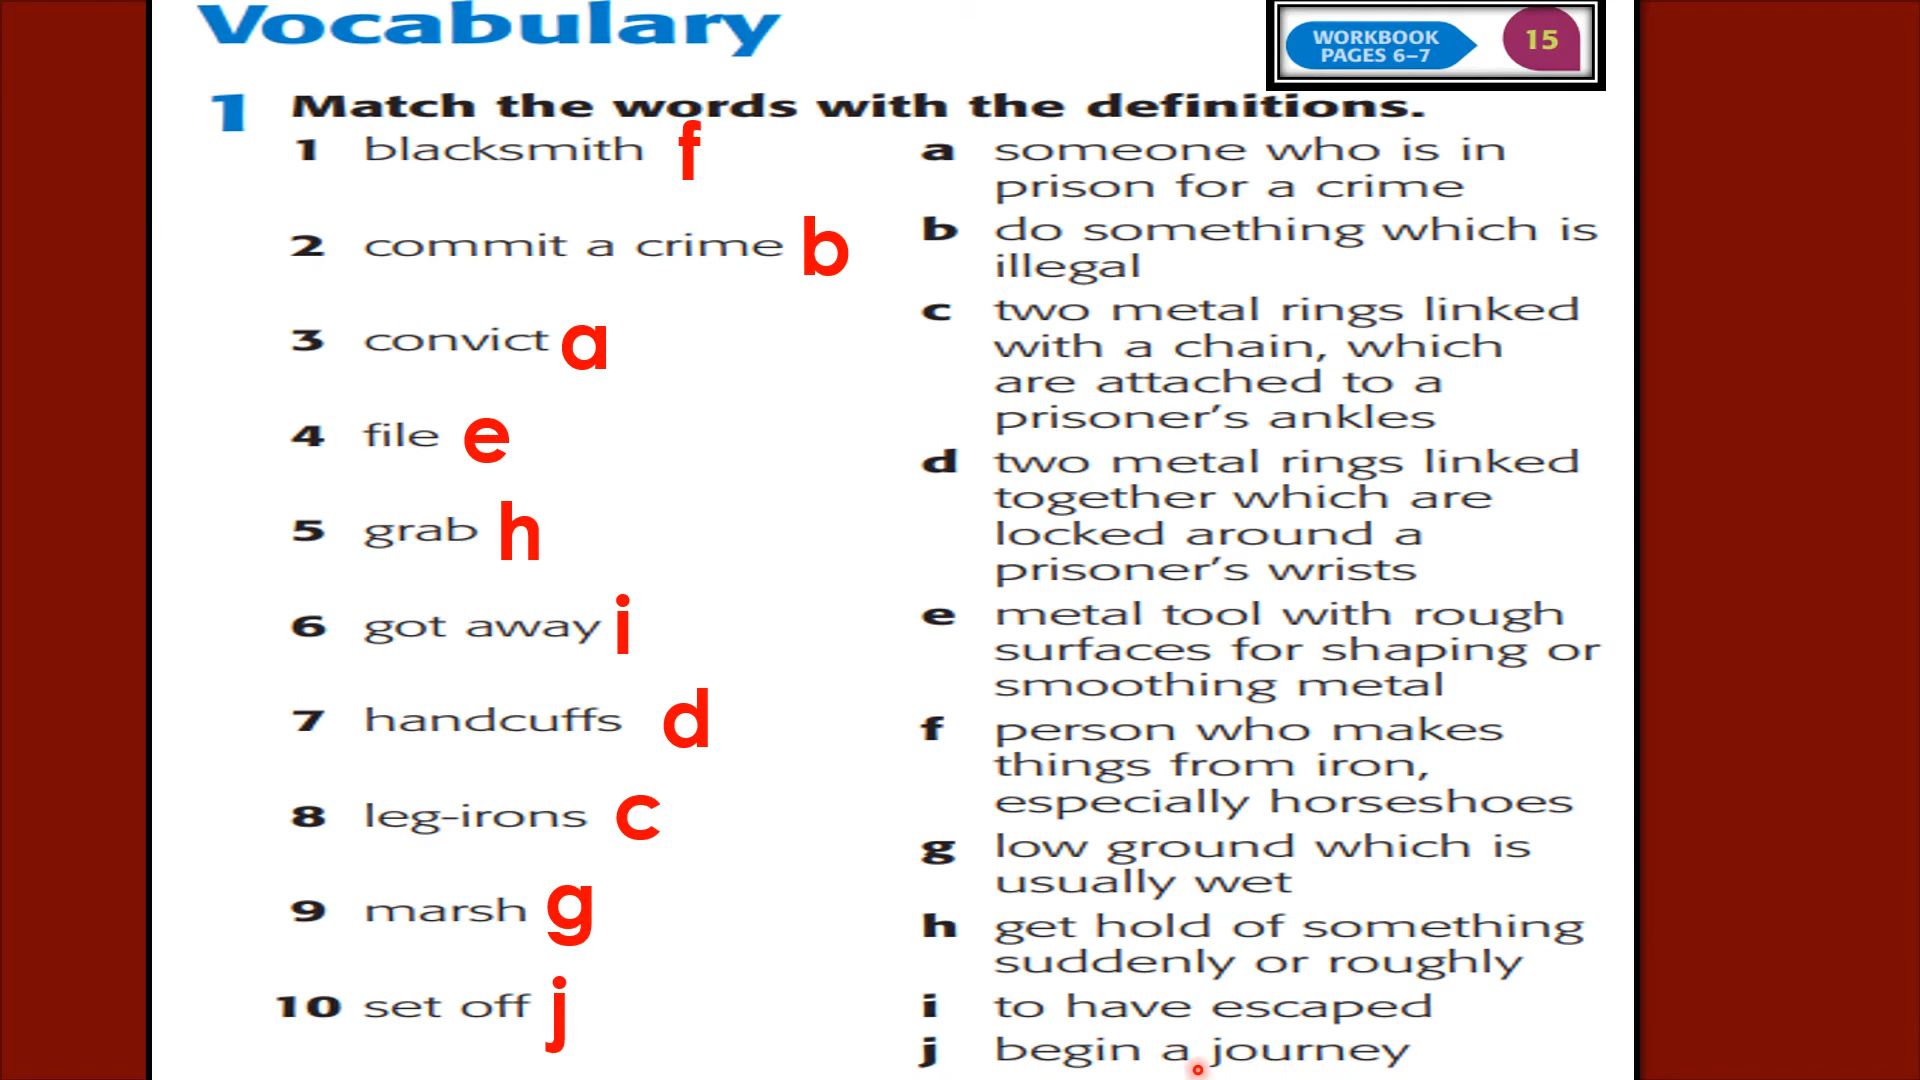 Vocabulary
WORKBOOK
PAGES 6–7
15
1 Match the words with the definitions.
1 blacksmith f
2 commit a crime b
3 convict a
4 file e
5 grab h
6 got away i
7 handcuffs d
8 leg-irons c
9 marsh g
10 set off j
a someone who is in
prison for a crime
b do something which is
illegal
c two metal rings linked
with a chain, which
are attached to a
prisoner's ankles
d two metal rings linked
together which are
locked around a
prisoner's wrists
e metal tool with rough
surfaces for shaping or
smoothing metal
f person who makes
things from iron,
especially horseshoes
g low ground which is
usually wet
h get hold of something
suddenly or roughly
i to have escaped
j begin a journey